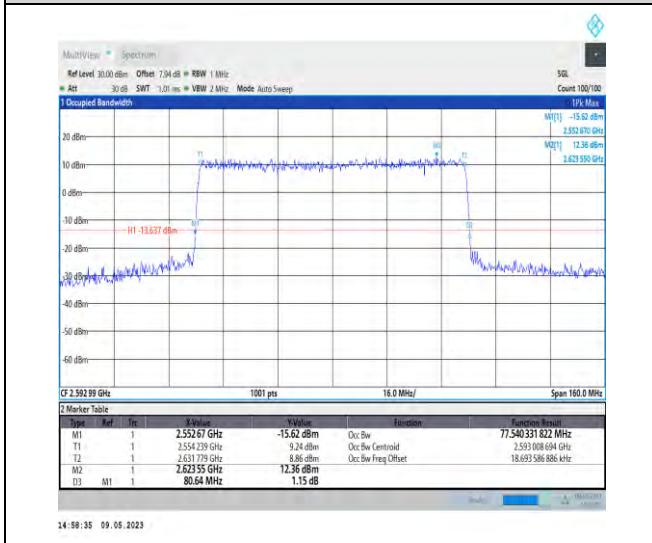 MultiView Spectrum
Ref Level 30.00 dBm Offset 7.94 dB RBW 1 MHz SGL
Att 30 dB SWT 1.01 ms VBW 2 MHz Mode Auto Sweep Count 100/100
1 Occupied Bandwidth 1Pk Max
M1[1] -15.62 dBm
2.552 670 GHz
M2[1] 12.36 dBm
2.623 550 GHz
20 dBm
10 dBm
0 dBm
-10 dBm
H1 -13.637 dBm
-20 dBm
-30 dBm
-40 dBm
-50 dBm
-60 dBm
T1
M2
T2
M1
D3
CF 2.592 99 GHz 1001 pts 16.0 MHz/ Span 160.0 MHz
2 Marker Table
Type Ref Trc X-Value Y-Value Function Function Result
M1 1 2.552 67 GHz -15.62 dBm Occ Bw 77.540 331 822 MHz
T1 1 2.554 239 GHz 9.24 dBm Occ Bw Centroid 2.593 008 694 GHz
T2 1 2.631 779 GHz 8.86 dBm Occ Bw Freq Offset 18.693 586 886 kHz
M2 1 2.623 55 GHz 12.36 dBm
D3 M1 1 80.64 MHz 1.15 dB
14:58:35 09.05.2023